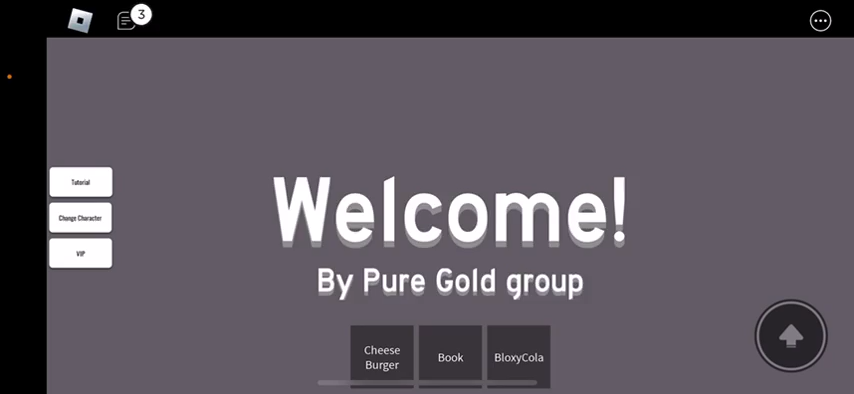 3
Tutorial
Change Character
VIP
Welcome!
By Pure Gold group
Cheese
Burger
Book
BloxyCola